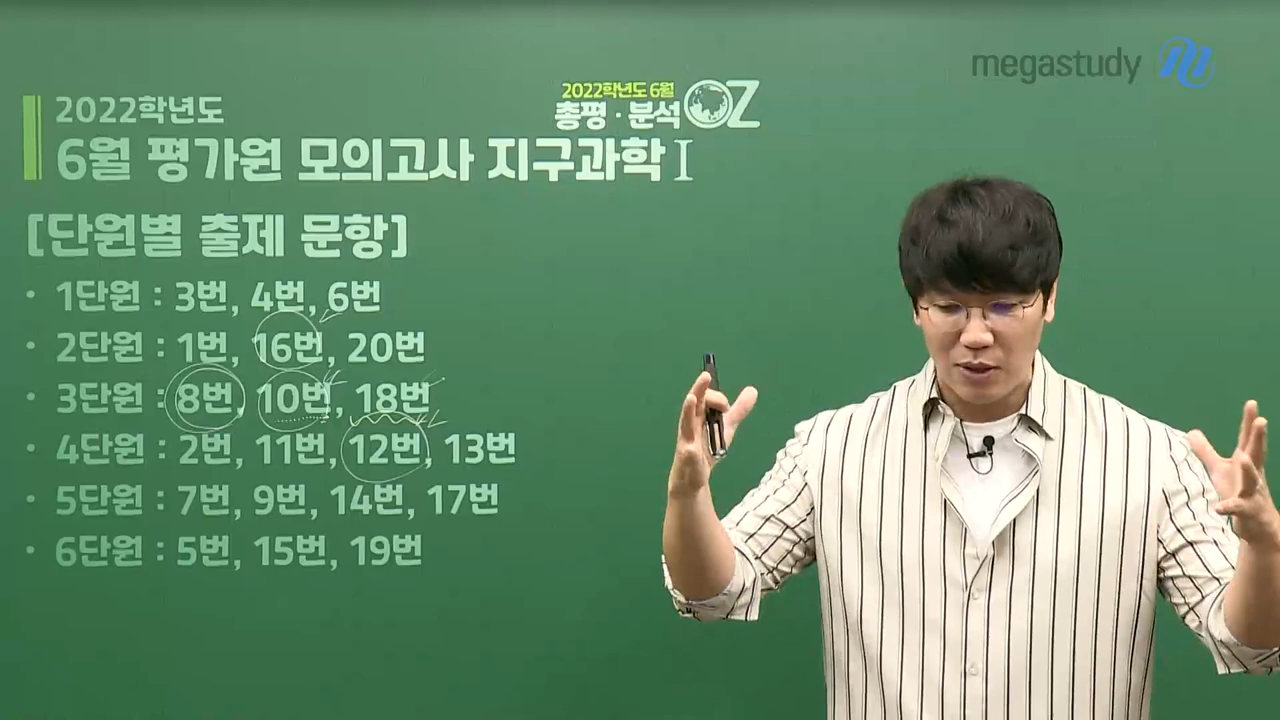 megastudy
2022학년도 6월
총평·분석 OZ
2022학년도
6월 평가원 모의고사 지구과학Ⅰ
[단원별 출제 문항]
• 1단원 : 3번, 4번, 6번
• 2단원 : 1번, 16번, 20번
• 3단원 : 8번, 10번, 18번
• 4단원 : 2번, 11번, 12번, 13번
• 5단원 : 7번, 9번, 14번, 17번
• 6단원 : 5번, 15번, 19번